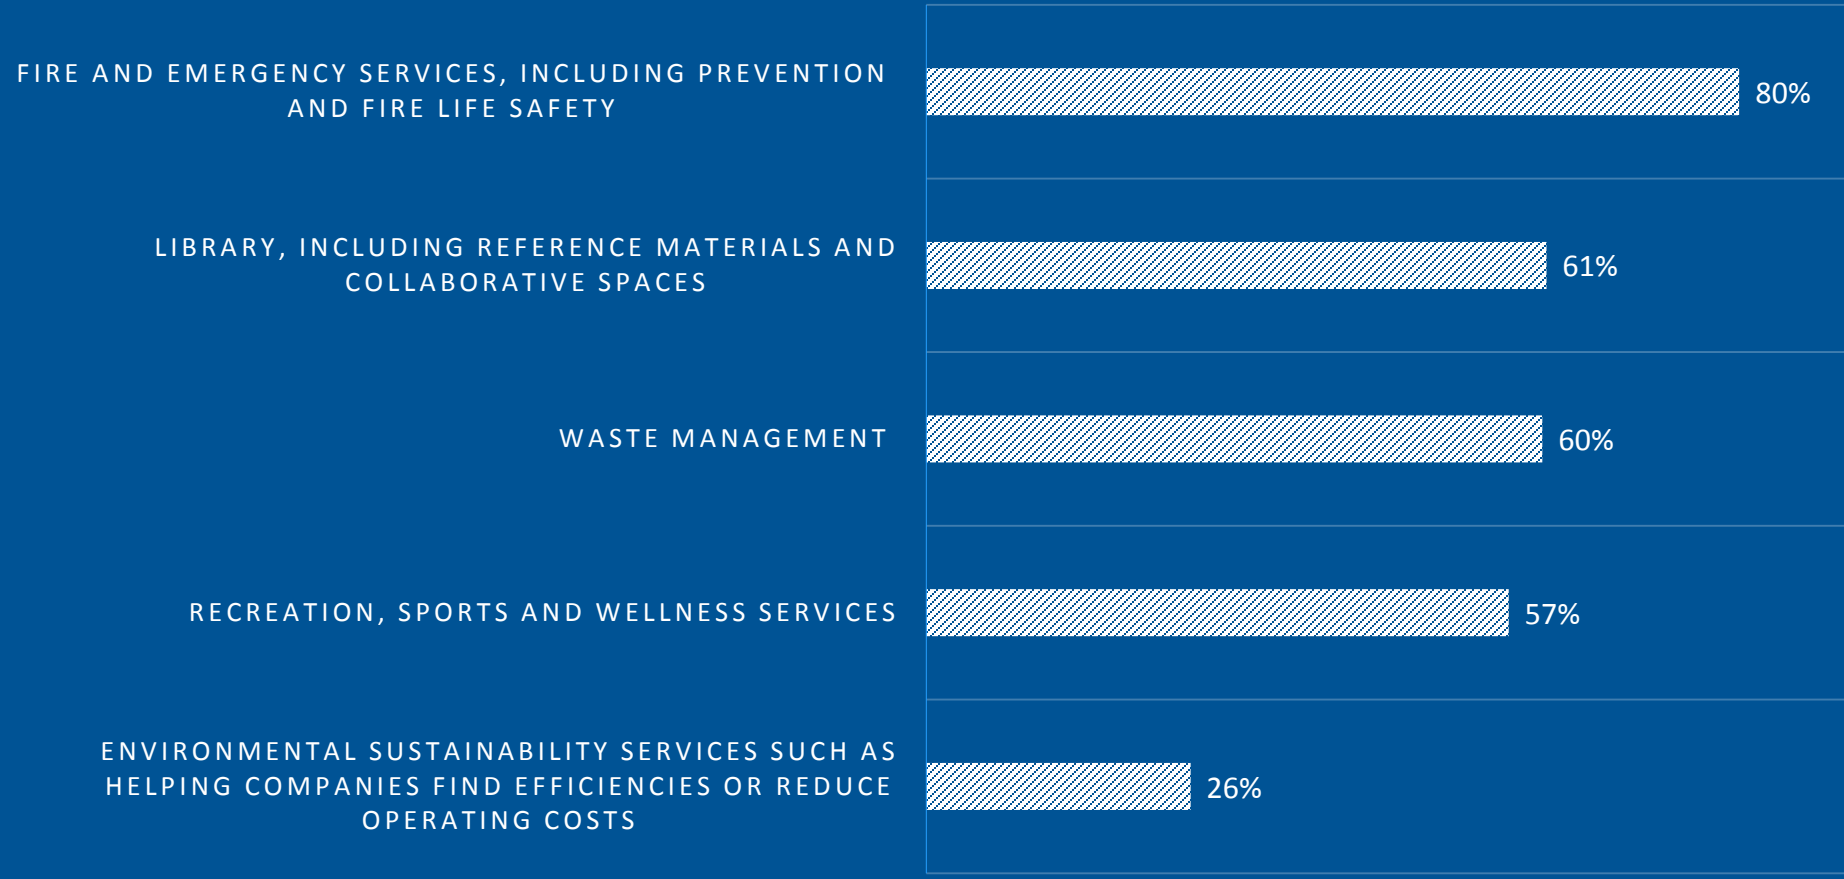 FIRE AND EMERGENCY SERVICES, INCLUDING PREVENTION
AND FIRE LIFE SAFETY
80%
LIBRARY, INCLUDING REFERENCE MATERIALS AND
COLLABORATIVE SPACES
61%
WASTE MANAGEMENT
60%
RECREATION, SPORTS AND WELLNESS SERVICES
57%
ENVIRONMENTAL SUSTAINABILITY SERVICES SUCH AS
HELPING COMPANIES FIND EFFICIENCIES OR REDUCE
OPERATING COSTS
26%